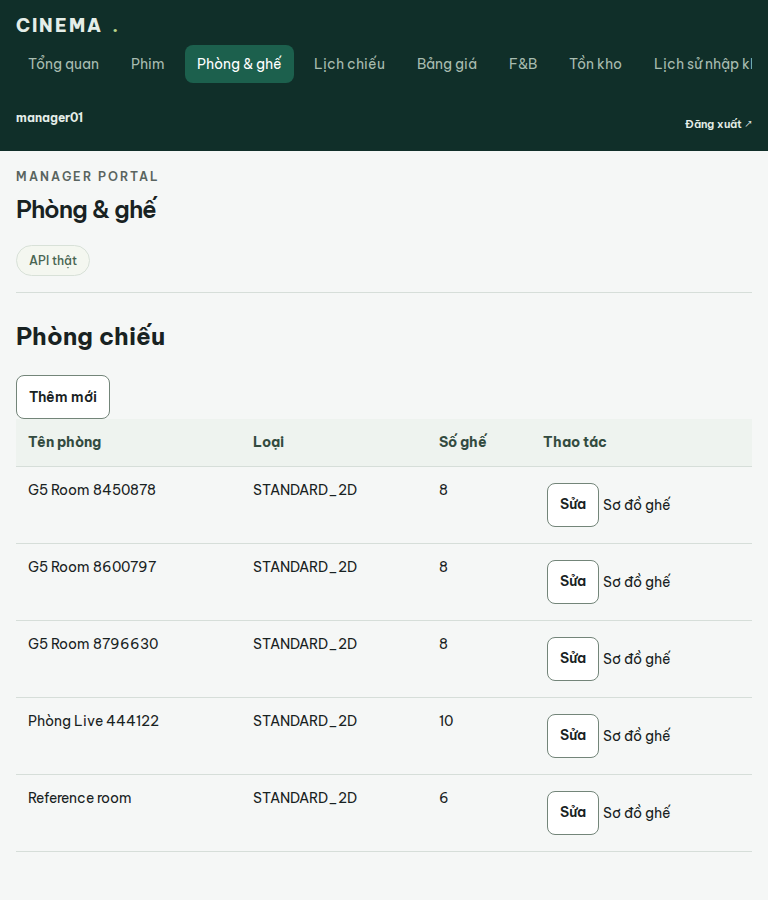 CINEMA .
Tổng quan Phim Phòng & ghế Lịch chiếu Bảng giá F&B Tồn kho Lịch sử nhập
manager01
Đăng xuất ↗
MANAGER PORTAL
Phòng & ghế
API thật
Phòng chiếu
Thêm mới
Tên phòng Loại Số ghế Thao tác
G5 Room 8450878 STANDARD_2D 8 Sửa Sơ đồ ghế
G5 Room 8600797 STANDARD_2D 8 Sửa Sơ đồ ghế
G5 Room 8796630 STANDARD_2D 8 Sửa Sơ đồ ghế
Phòng Live 444122 STANDARD_2D 10 Sửa Sơ đồ ghế
Reference room STANDARD_2D 6 Sửa Sơ đồ ghế